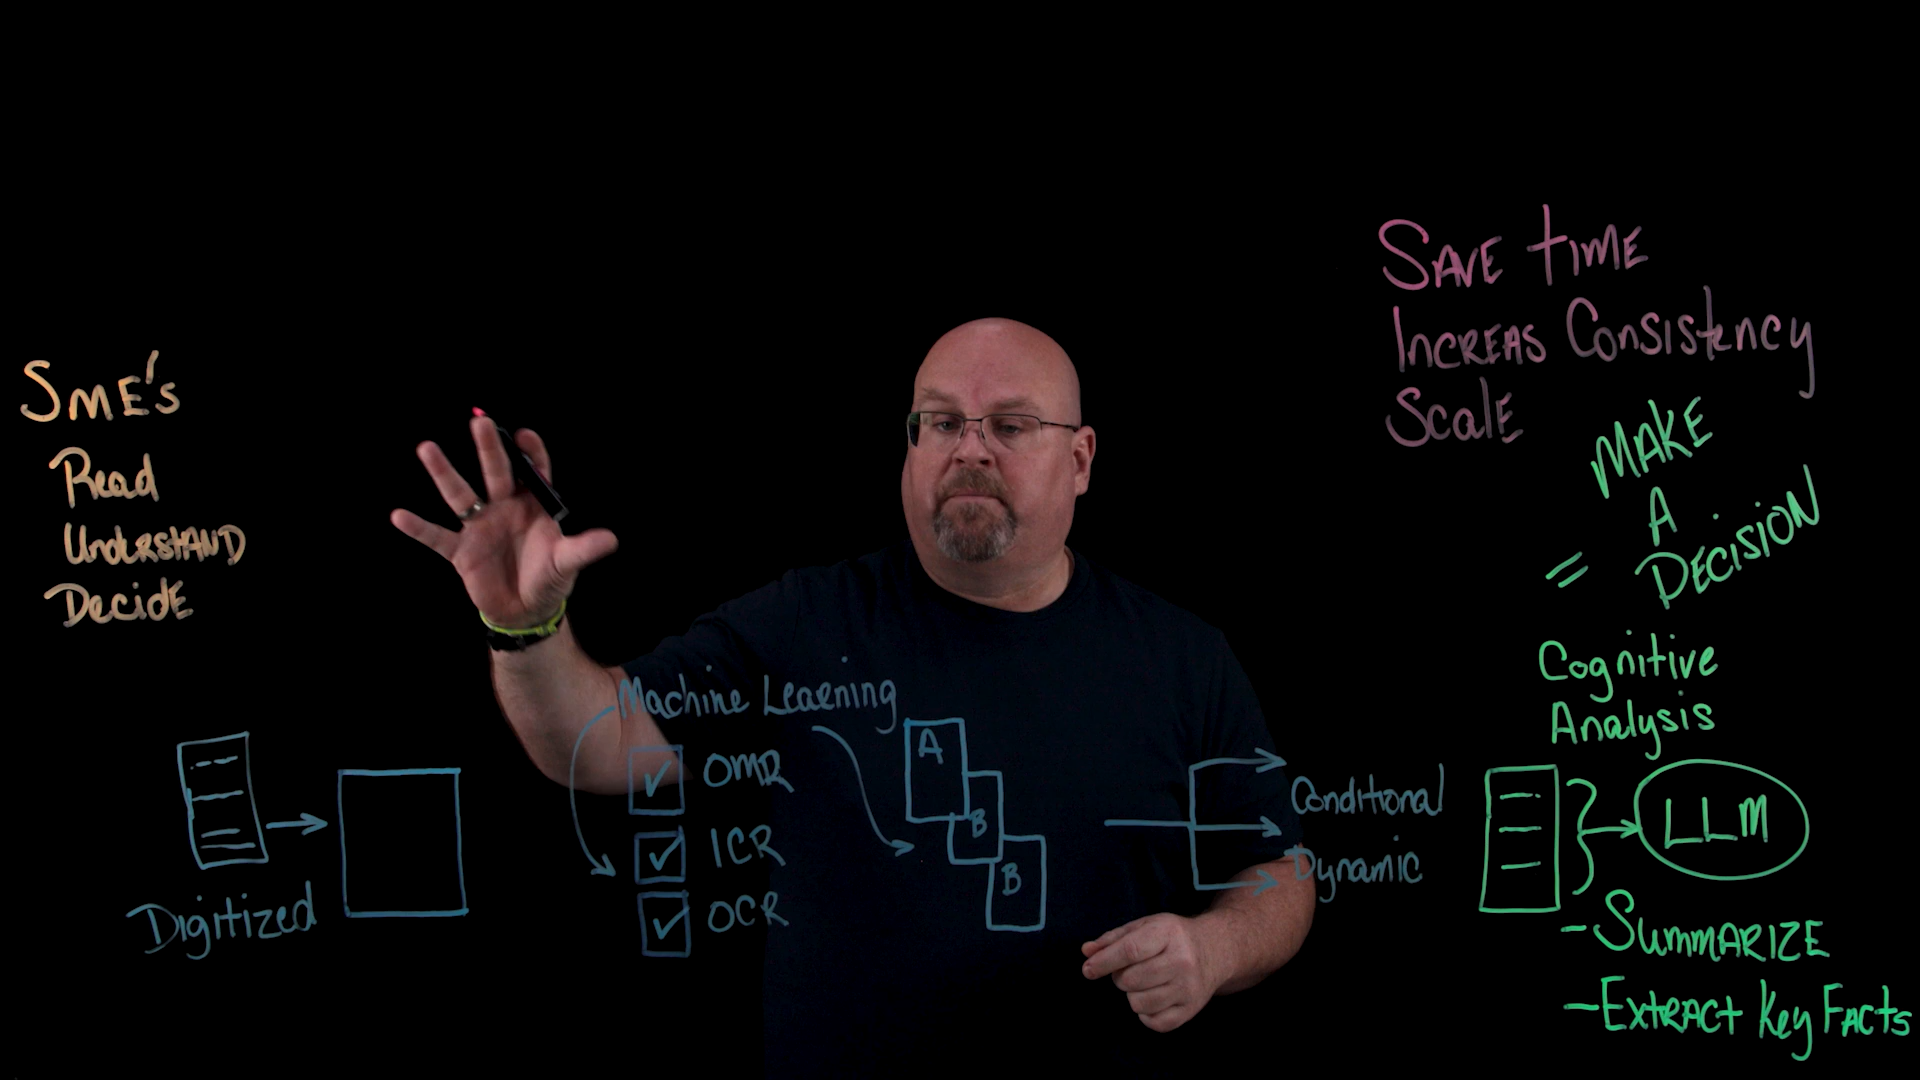 SME's
Read
Understand
Decide
Digitized
Machine Learning
OMR
ICR
OCR
A
B
B
Conditional
Dynamic
Save time
Increas Consistency
Scale
= Make
A
Decision
Cognitive
Analysis
LLM
- Summarize
- Extract Key Facts